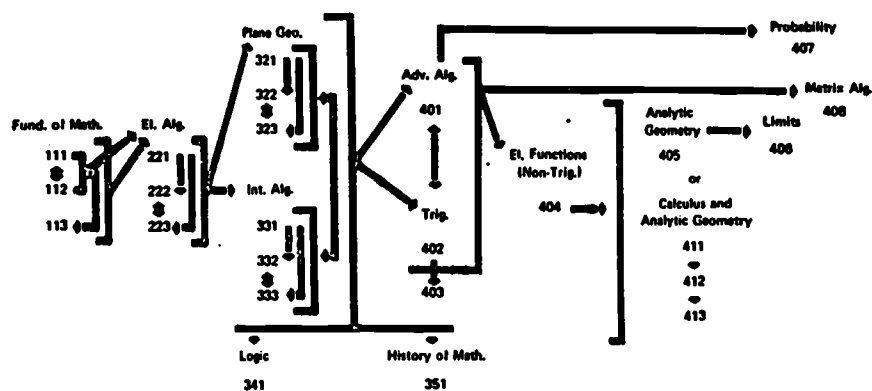 Fund. of Math.
111
112
113
El. Alg.
221
222
223
Plane Geo.
321
322
323
Int. Alg.
331
332
333
Logic
341
History of Math.
351
Adv. Alg.
401
Trig.
402
403
El. Functions
(Non-Trig.)
404
Probability
407
Matrix Alg.
408
Analytic
Geometry
405
Limits
406
or
Calculus and
Analytic Geometry
411
412
413